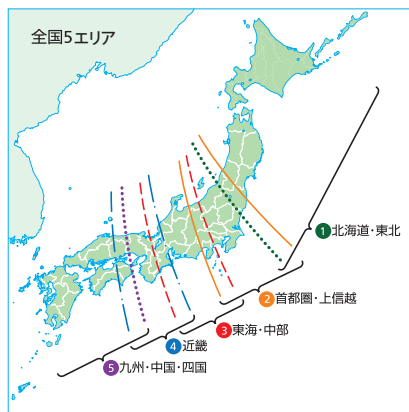 全国5エリア
1北海道・東北
2首都圏・上信越
3東海・中部
4近畿
5九州・中国・四国